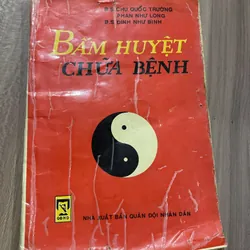 B.S CHU QUỐC TRƯỜNG
PHAN NHƯ LONG
B.S ĐINH NHƯ BÌNH
BẤM HUYỆT
CHỮA BỆNH
NHÀ XUẤT BẢN QUÂN ĐỘI NHÂN DÂN